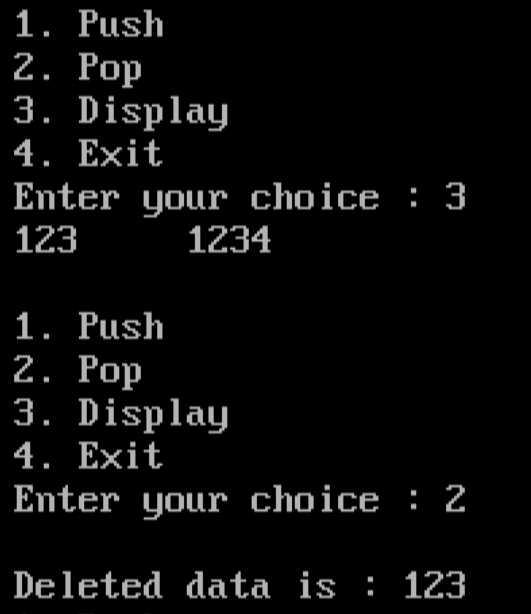 1. Push
2. Pop
3. Display
4. Exit
Enter your choice : 3
123 1234
1. Push
2. Pop
3. Display
4. Exit
Enter your choice : 2
Deleted data is : 123